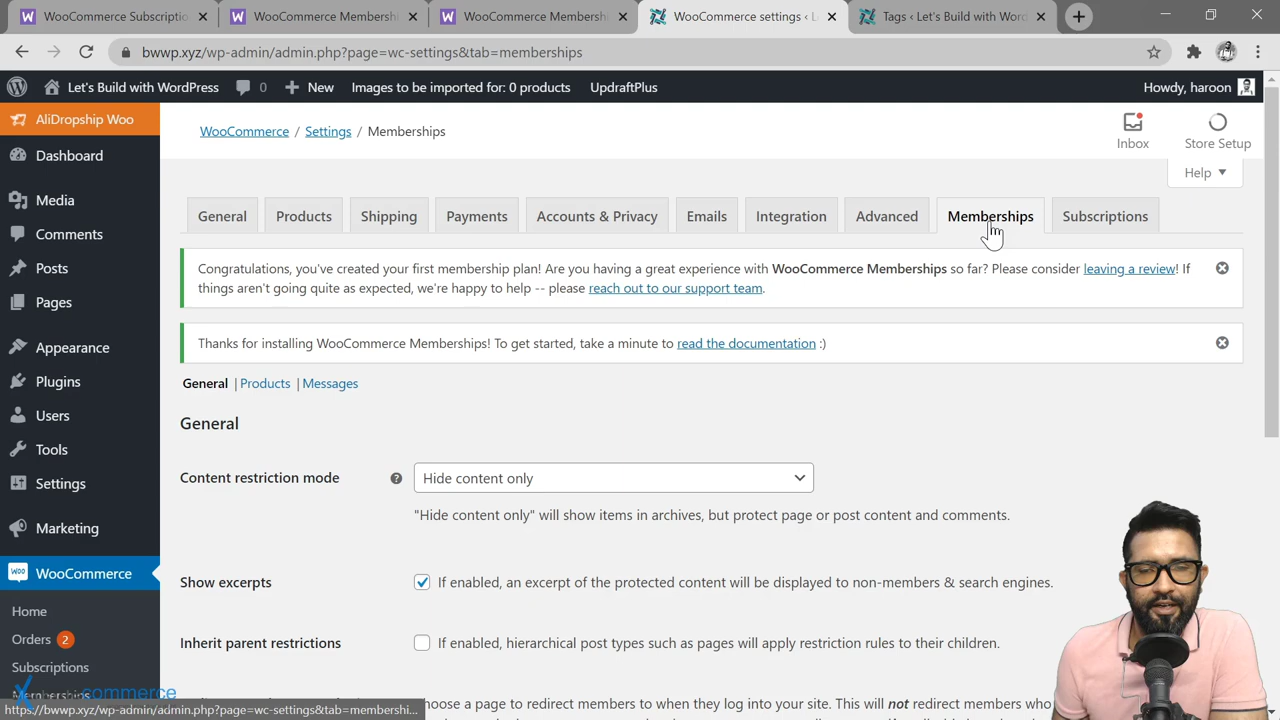 WooCommerce Subscriptio
WooCommerce Membership
WooCommerce Membersh
WooCommerce settings ‹ L
Tags ‹ Let's Build with Word
bwwp.xyz/wp-admin/admin.php?page=wc-settings&tab=memberships
Let's Build with WordPress
0
New
Images to be imported for: 0 products
UpdraftPlus
Howdy, haroon
AliDropship Woo
Dashboard
Media
Comments
Posts
Pages
Appearance
Plugins
Users
Tools
Settings
Marketing
WooCommerce
Home
Orders 2
Subscriptions
WooCommerce / Settings / Memberships
Inbox
Store Setup
Help
General
Products
Shipping
Payments
Accounts & Privacy
Emails
Integration
Advanced
Memberships
Subscriptions
Congratulations, you've created your first membership plan! Are you having a great experience with WooCommerce Memberships so far? Please consider leaving a review! If
things aren't going quite as expected, we're happy to help -- please reach out to our support team.
Thanks for installing WooCommerce Memberships! To get started, take a minute to read the documentation :)
General | Products | Messages
General
Content restriction mode
Hide content only
"Hide content only" will show items in archives, but protect page or post content and comments.
Show excerpts
If enabled, an excerpt of the protected content will be displayed to non-members & search engines.
Inherit parent restrictions
If enabled, hierarchical post types such as pages will apply restriction rules to their children.
hoose a page to redirect members to when they log into your site. This will not redirect members who
commerce
https://bwwp.xyz/wp-admin/admin.php?page=wc-settings&tab=membershi...